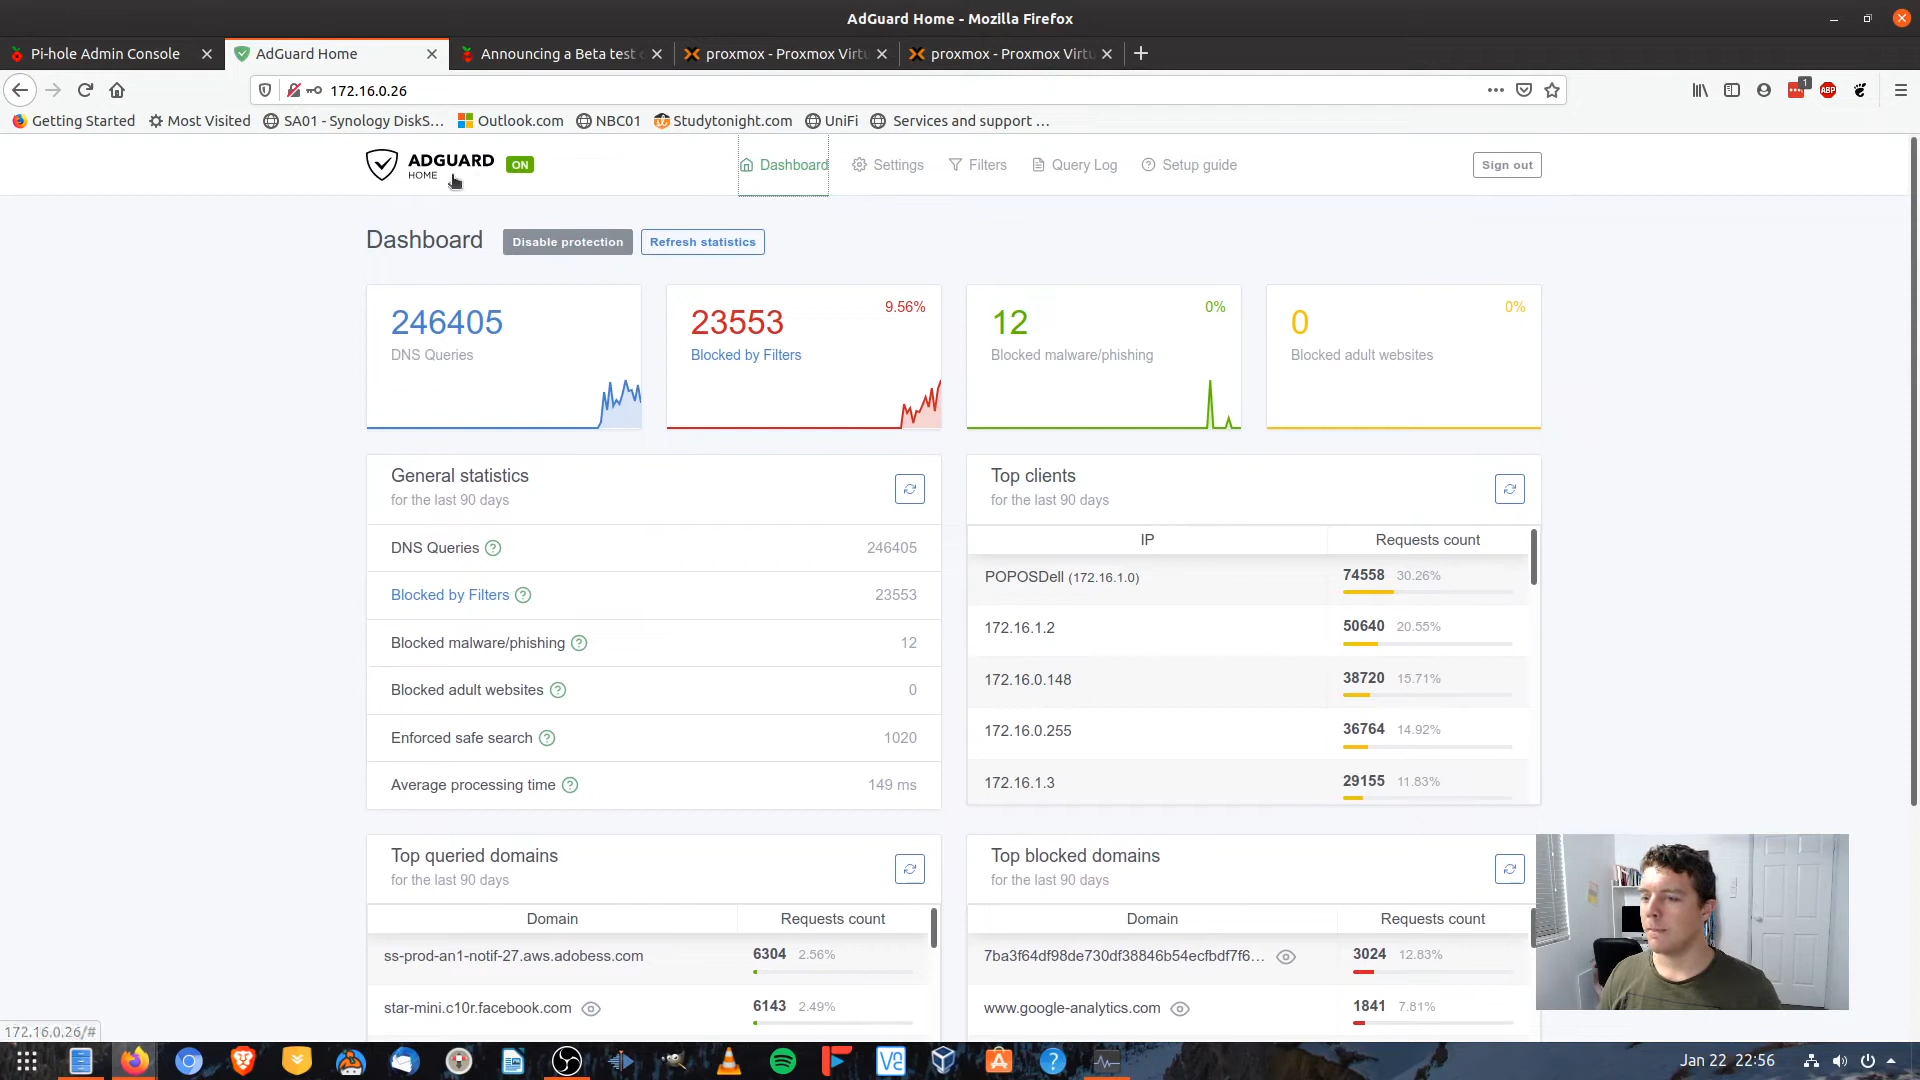 AdGuard Home - Mozilla Firefox
Pi-hole Admin Console
AdGuard Home
Announcing a Beta test
proxmox - Proxmox Virtu
proxmox - Proxmox Virtu
172.16.0.26
1
ABP
Getting Started
Most Visited
SA01 - Synology DiskS...
Outlook.com
NBC01
Studytonight.com
UniFi
Services and support ...
ADGUARD
HOME
ON
Dashboard
Settings
Filters
Query Log
Setup guide
Sign out
Dashboard
Disable protection
Refresh statistics
246405
DNS Queries
23553
9.56%
Blocked by Filters
12
0%
Blocked malware/phishing
0
0%
Blocked adult websites
General statistics
for the last 90 days
DNS Queries 246405
Blocked by Filters 23553
Blocked malware/phishing 12
Blocked adult websites 0
Enforced safe search 1020
Average processing time 149 ms
Top clients
for the last 90 days
IP Requests count
POPOSDell (172.16.1.0) 74558 30.26%
172.16.1.2 50640 20.55%
172.16.0.148 38720 15.71%
172.16.0.255 36764 14.92%
172.16.1.3 29155 11.83%
Top queried domains
for the last 90 days
Domain Requests count
ss-prod-an1-notif-27.aws.adobess.com 6304 2.56%
star-mini.c10r.facebook.com 6143 2.49%
Top blocked domains
for the last 90 days
Domain Requests count
7ba3f64df98de730df38846b54ecfbdf7f6... 3024 12.83%
www.google-analytics.com 1841 7.81%
172.16.0.26/#
Jan 22 22:56